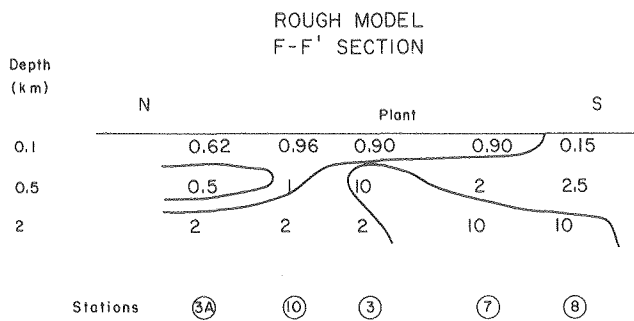 ROUGH MODEL
F-F' SECTION
Depth
(km)
N Plant S
0.1 0.62 0.96 0.90 0.90 0.15
0.5 0.5 1 10 2 2.5
2 2 2 2 10 10
Stations 3A 10 3 7 8